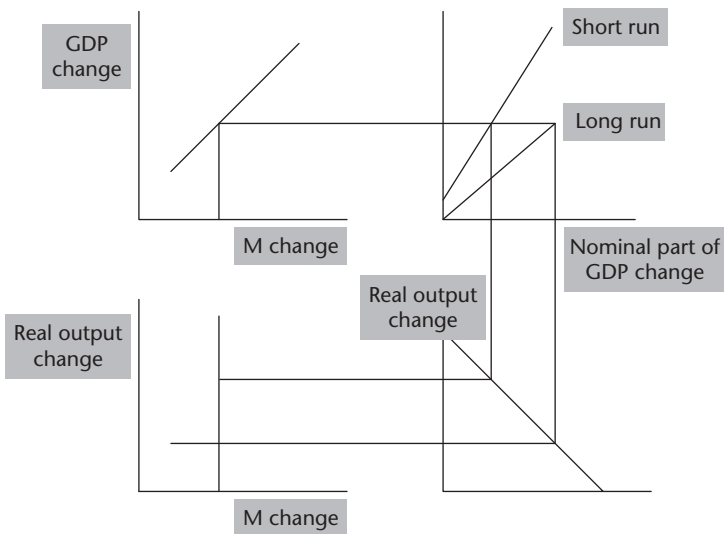 GDP
change
Short run
Long run
M change
Nominal part of
GDP change
Real output
change
Real output
change
M change